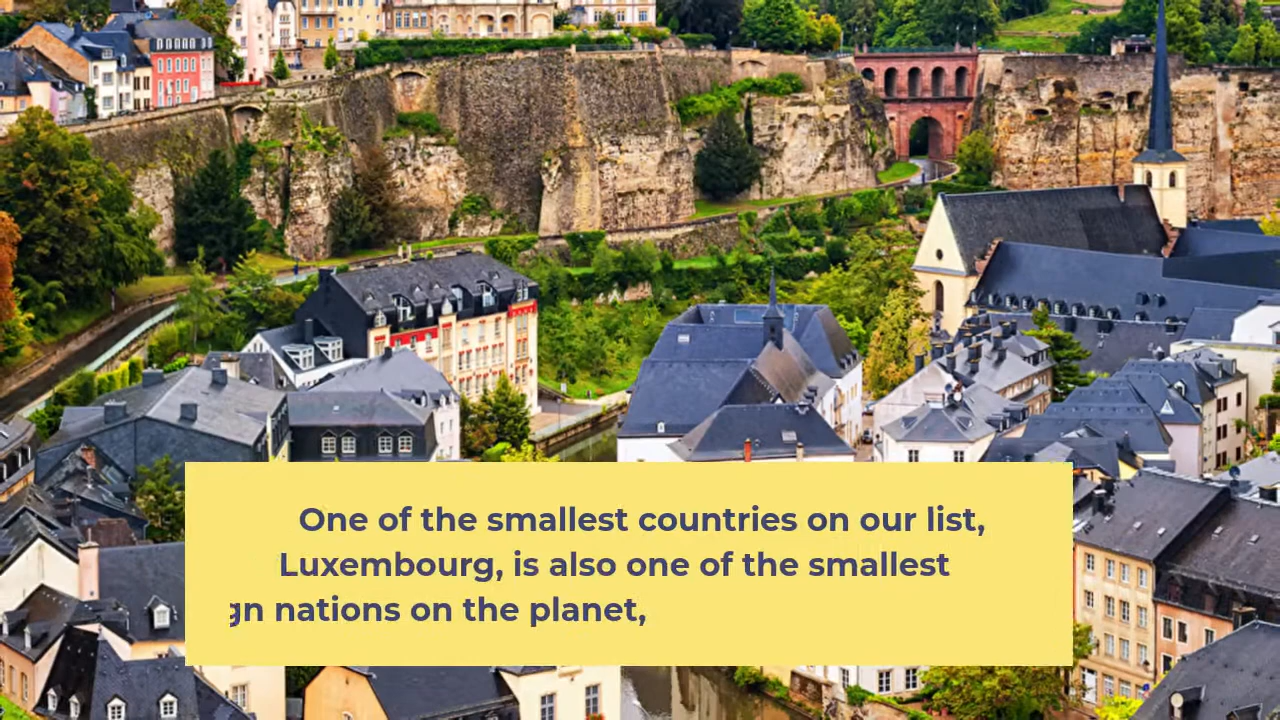 One of the smallest countries on our list,
Luxembourg, is also one of the smallest
nations on the planet,